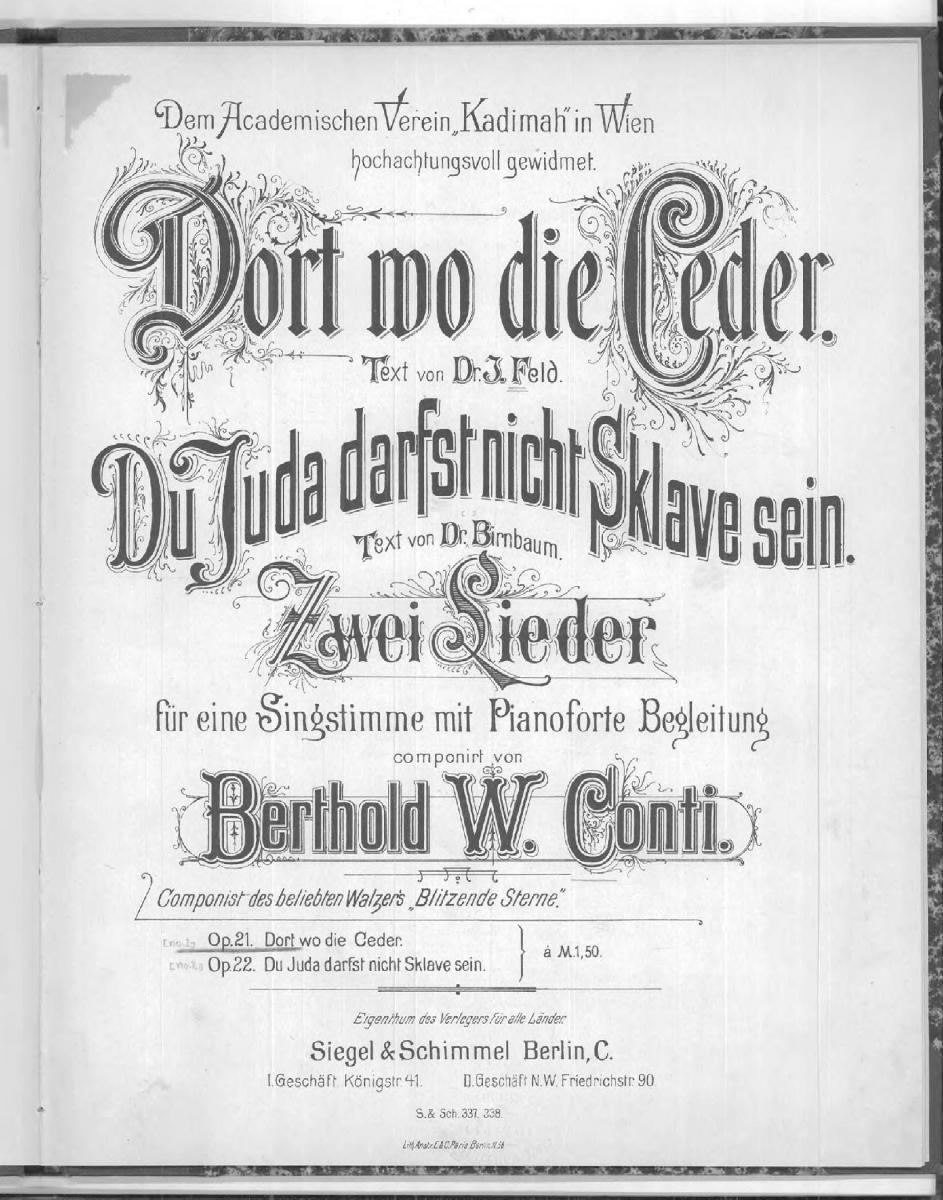 Dem Academischen Verein „Kadimah" in Wien
hochachtungsvoll gewidmet.
Dort wo die Ceder.
Text von Dr. J. Feld.
Du Juda darfst nicht Sklave sein.
Text von Dr. Birnbaum.
Zwei Lieder
für eine Singstimme mit Pianoforte Begleitung
componirt von
Berthold W. Conti.
Componist des beliebten Walzers „Blitzende Sterne".
Op.21. Dort wo die Ceder.
Op.22. Du Juda darfst nicht Sklave sein.
à M.1,50.
Eigenthum des Verlegers für alle Länder.
Siegel & Schimmel Berlin, C.
I. Geschäft Königstr. 41. II. Geschäft N.W. Friedrichstr. 90.
S. & Sch. 337. 338.
Lith. Anst. v. Berlin